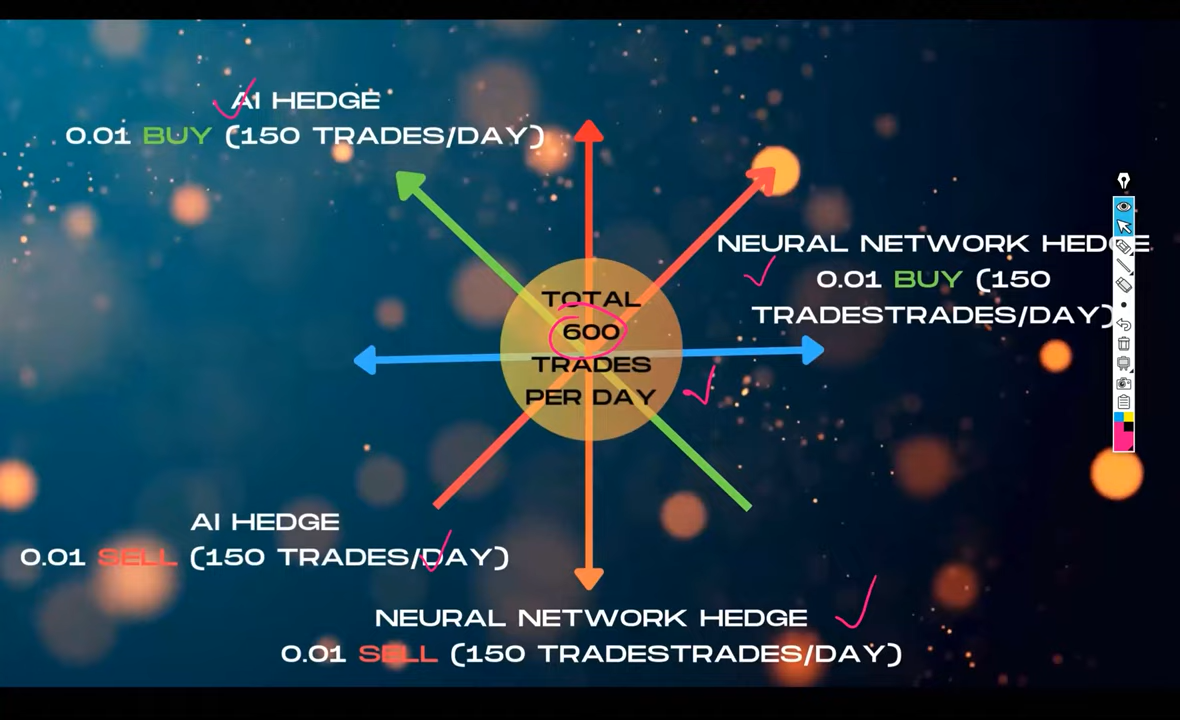 AI HEDGE
0.01 BUY (150 TRADES/DAY)
NEURAL NETWORK HEDGE
0.01 BUY (150
TRADESTRADES/DAY)
TOTAL
600
TRADES
PER DAY
AI HEDGE
0.01 SELL (150 TRADES/DAY)
NEURAL NETWORK HEDGE
0.01 SELL (150 TRADESTRADES/DAY)